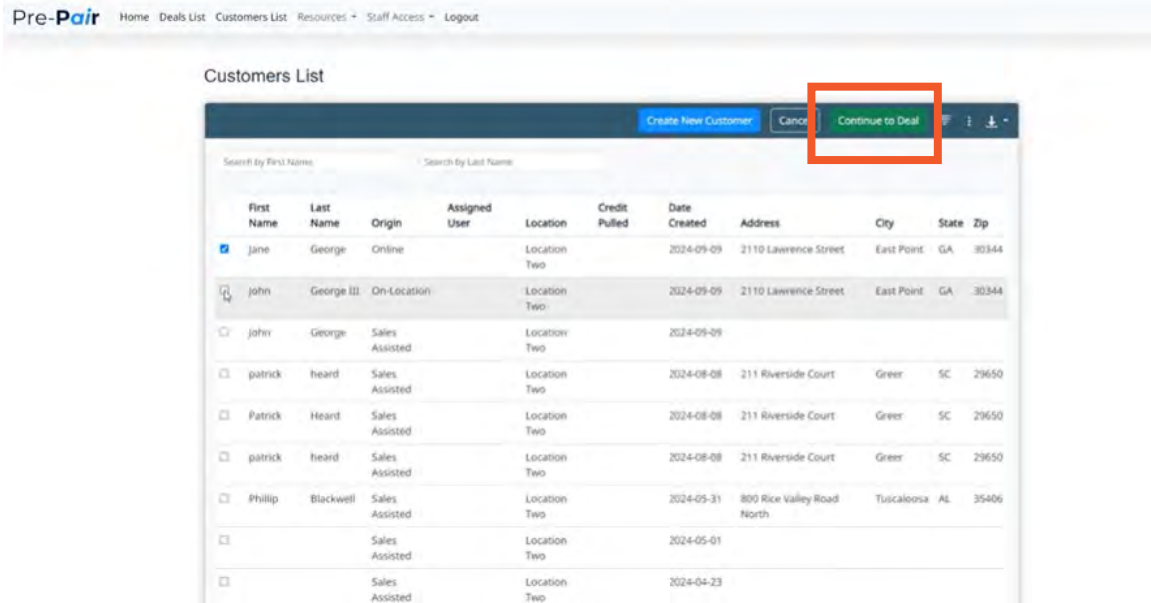 Pre-Pair Home Deals List Customers List Resources Staff Access Logout
Customers List
Create New Customer Cance Continue to Deal
Search by First Name Search by Last Name
First Name Last Name Origin Assigned User Location Credit Pulled Date Created Address City State Zip
Jane George Online Location Two 2024-09-09 2110 Lawrence Street East Point GA 30344
John George III On-Location Location Two 2024-09-09 2110 Lawrence Street East Point GA 30344
John George Sales Assisted Location Two 2024-09-09
patrick heard Sales Assisted Location Two 2024-08-08 211 Riverside Court Greer SC 29650
Patrick Heard Sales Assisted Location Two 2024-08-08 211 Riverside Court Greer SC 29650
patrick heard Sales Assisted Location Two 2024-08-08 211 Riverside Court Greer SC 29650
Phillip Blackwell Sales Assisted Location Two 2024-05-31 800 Rice Valley Road North Tuscaloosa AL 35406
Sales Assisted Location Two 2024-05-01
Sales Assisted Location Two 2024-04-23